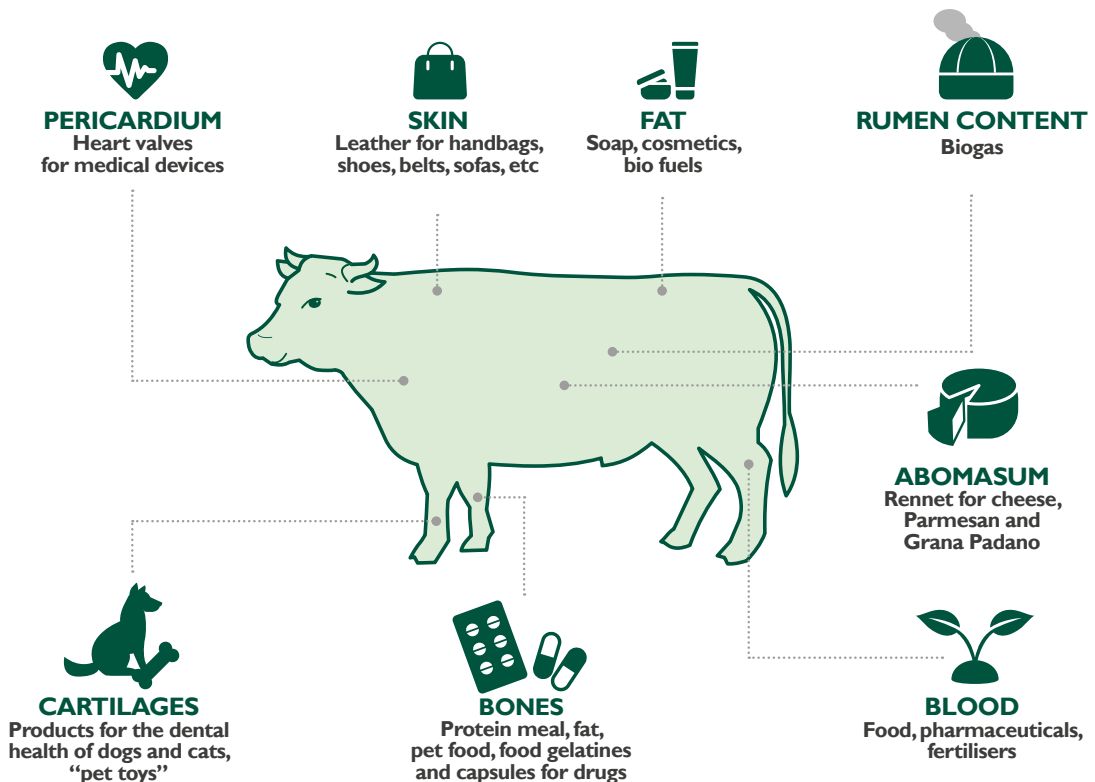 PERICARDIUM
Heart valves
for medical devices
SKIN
Leather for handbags,
shoes, belts, sofas, etc
FAT
Soap, cosmetics,
bio fuels
RUMEN CONTENT
Biogas
ABOMASUM
Rennet for cheese,
Parmesan and
Grana Padano
CARTILAGES
Products for the dental
health of dogs and cats,
“pet toys”
BONES
Protein meal, fat,
pet food, food gelatines
and capsules for drugs
BLOOD
Food, pharmaceuticals,
fertilisers